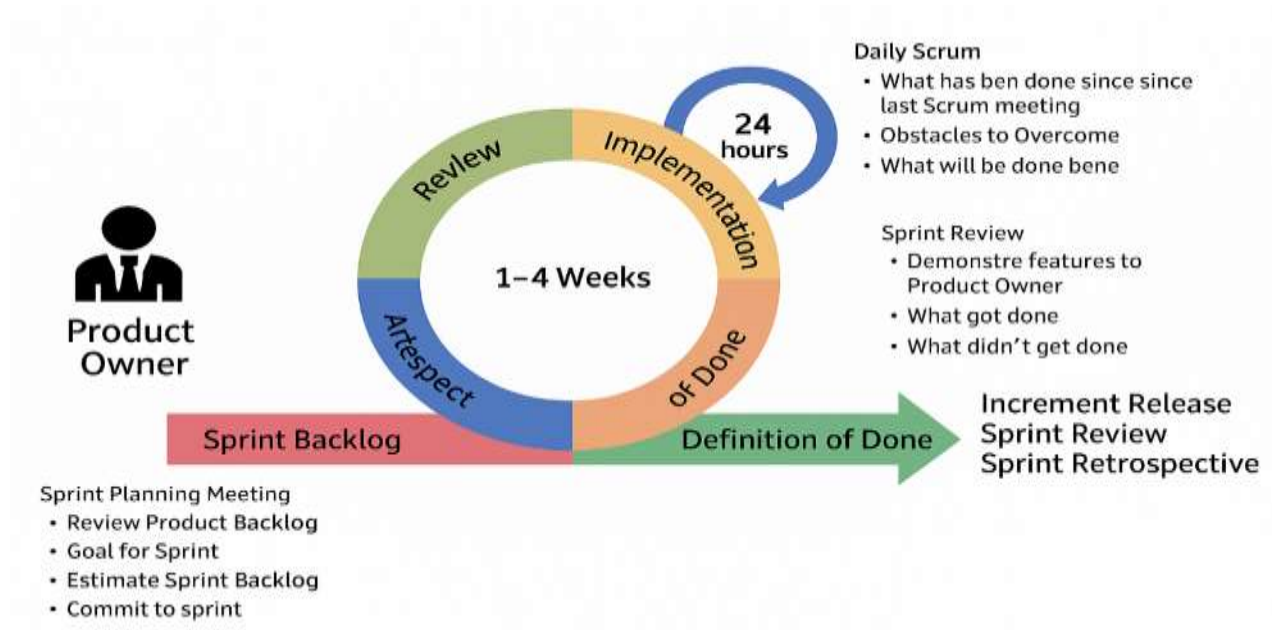 Product
Owner
Sprint Backlog
Sprint Planning Meeting
• Review Product Backlog
• Goal for Sprint
• Estimate Sprint Backlog
• Commit to sprint
Revlew
Implementation
Artespect
of Done
1–4 Weeks
24
hours
Definition of Done
Daily Scrum
• What has ben done since since
last Scrum meeting
• Obstacles to Overcome
• What will be done bene
Sprint Review
• Demonstre features to
Product Owner
• What got done
• What didn't get done
Increment Release
Sprint Review
Sprint Retrospective